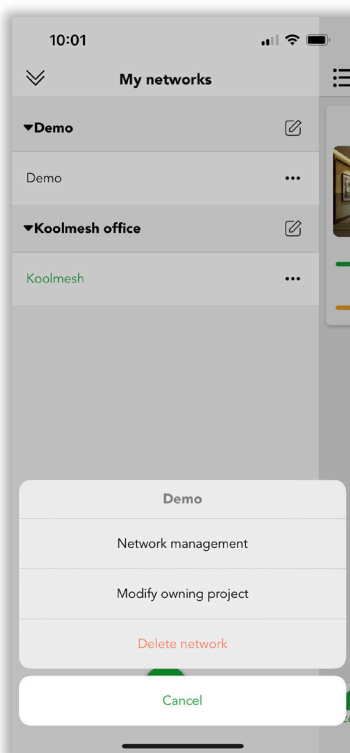 10:01
My networks
Demo
Demo
Koolmesh office
Koolmesh
Demo
Network management
Modify owning project
Delete network
Cancel